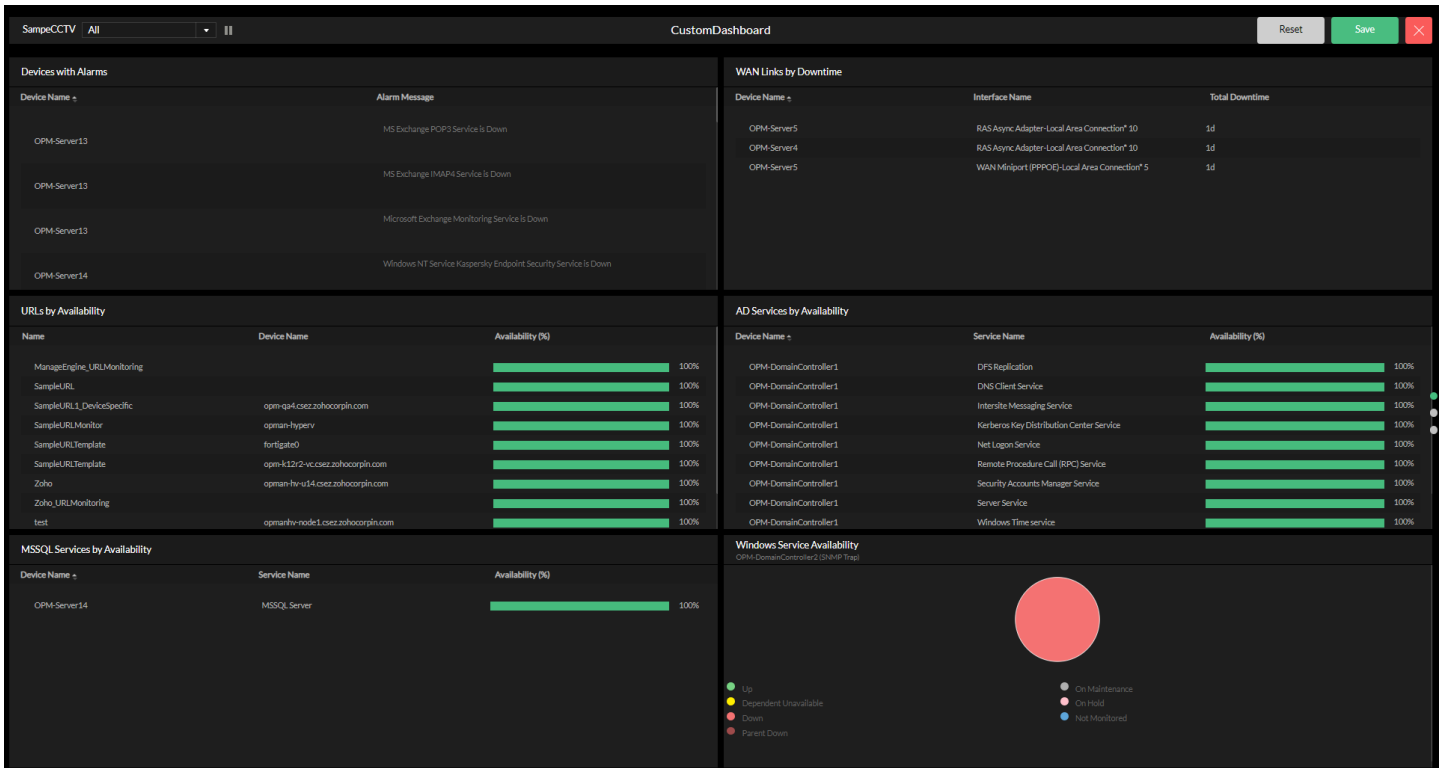 SampeCCTV All CustomDashboard Reset Save
Devices with Alarms
Device Name Alarm Message
MS Exchange POP3 Service is Down
OPM-Server13
MS Exchange IMAP4 Service is Down
OPM-Server13
Microsoft Exchange Monitoring Service is Down
OPM-Server13
Windows NT Service Kaspersky Endpoint Security Service is Down
OPM-Server14
WAN Links by Downtime
Device Name Interface Name Total Downtime
OPM-Server5 RAS Async Adapter-Local Area Connection* 10 1d
OPM-Server4 RAS Async Adapter-Local Area Connection* 10 1d
OPM-Server5 WAN Miniport (PPPOE)-Local Area Connection* 5 1d
URLs by Availability
Name Device Name Availability (%)
ManageEngine_URLMonitoring 100%
SampleURL 100%
SampleURL1_DeviceSpecific opm-qa4.csez.zohocorpin.com 100%
SampleURLMonitor opman-hyperv 100%
SampleURLTemplate fortigate0 100%
SampleURLTemplate opm-k12r2-vc.csez.zohocorpin.com 100%
Zoho opman-hv-u14.csez.zohocorpin.com 100%
Zoho_URLMonitoring 100%
test opmanhv-node1.csez.zohocorpin.com 100%
AD Services by Availability
Device Name Service Name Availability (%)
OPM-DomainController1 DFS Replication 100%
OPM-DomainController1 DNS Client Service 100%
OPM-DomainController1 Intersite Messaging Service 100%
OPM-DomainController1 Kerberos Key Distribution Center Service 100%
OPM-DomainController1 Net Logon Service 100%
OPM-DomainController1 Remote Procedure Call (RPC) Service 100%
OPM-DomainController1 Security Accounts Manager Service 100%
OPM-DomainController1 Server Service 100%
OPM-DomainController1 Windows Time service 100%
MSSQL Services by Availability
Device Name Service Name Availability (%)
OPM-Server14 MSSQL Server 100%
Windows Service Availability
OPM-DomainController2 (SNMP Trap)
Up On Maintenance
Dependent Unavailable On Hold
Down Not Monitored
Parent Down